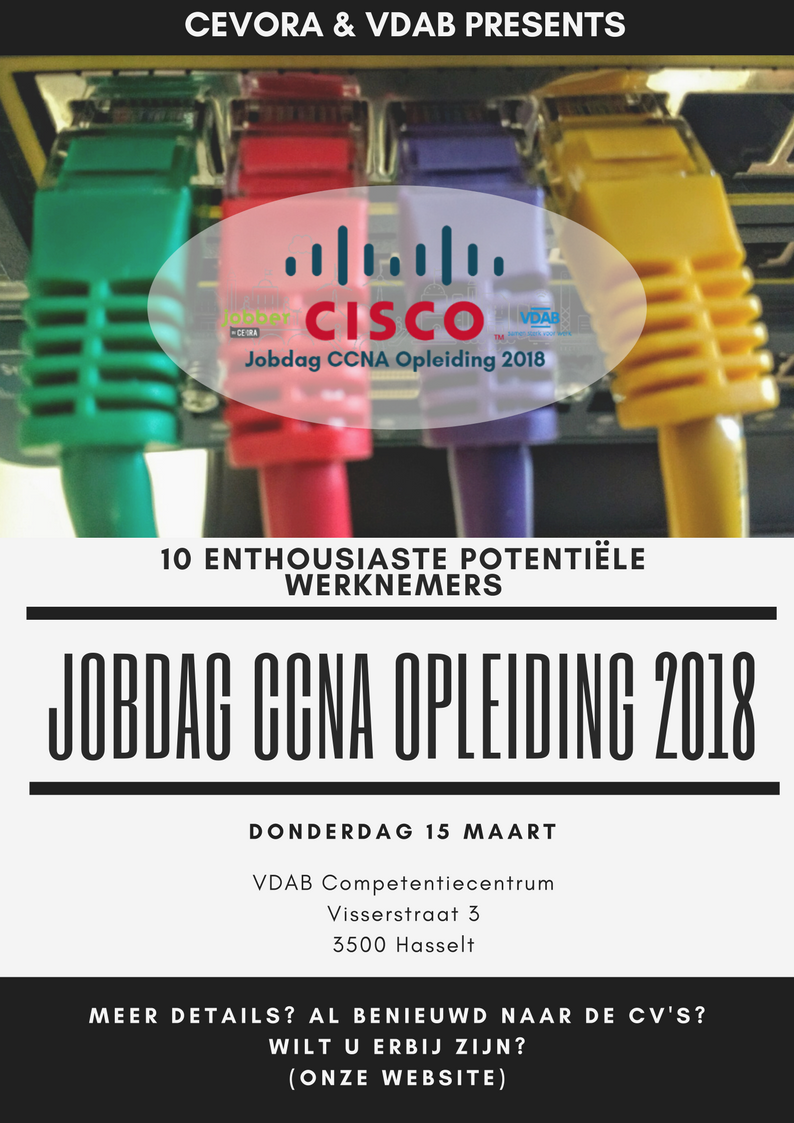 CEVORA & VDAB PRESENTS
jobber
BY CEVORA
CISCO
TM
VDAB
samen sterk voor werk
Jobdag CCNA Opleiding 2018
10 ENTHOUSIASTE POTENTIËLE
WERKNEMERS
JOBDAG CCNA OPLEIDING 2018
DONDERDAG 15 MAART
VDAB Competentiecentrum
Visserstraat 3
3500 Hasselt
MEER DETAILS? AL BENIEUWD NAAR DE CV'S?
WILT U ERBIJ ZIJN?
(ONZE WEBSITE)